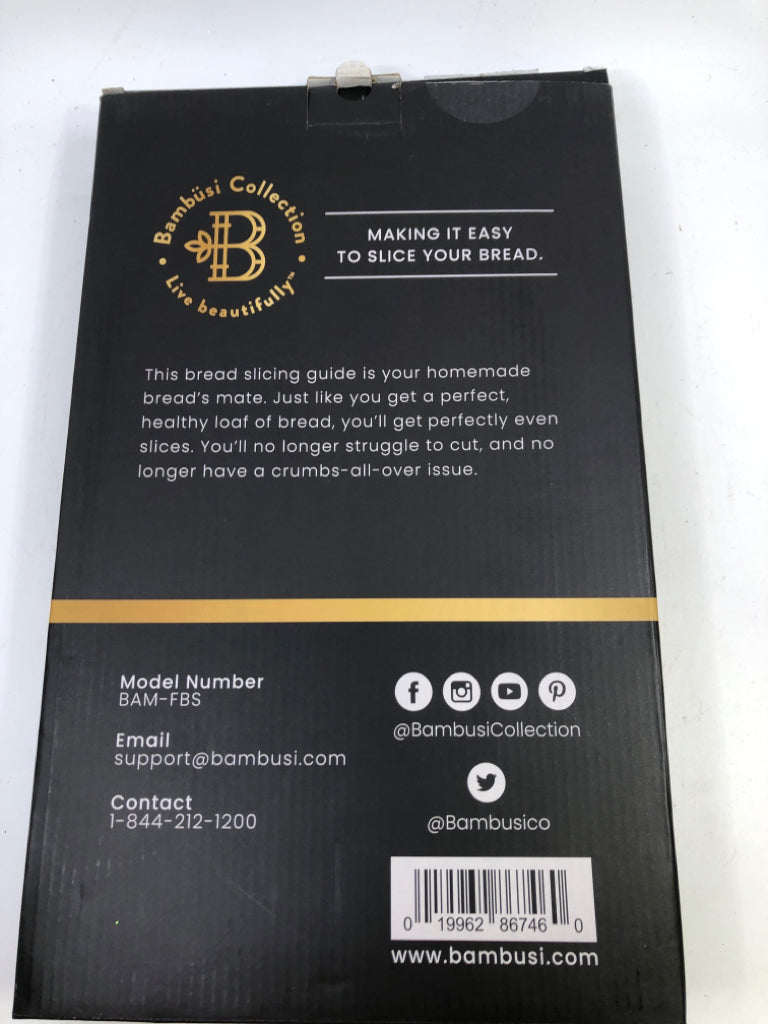 Bambüsi Collection
B
• Live beautifully™ •
MAKING IT EASY
TO SLICE YOUR BREAD.
This bread slicing guide is your homemade
bread's mate. Just like you get a perfect,
healthy loaf of bread, you'll get perfectly even
slices. You'll no longer struggle to cut, and no
longer have a crumbs-all-over issue.
Model Number
BAM-FBS
Email
support@bambusi.com
Contact
1-844-212-1200
@BambusiCollection
@Bambusico
0 19962 86746 0
www.bambusi.com